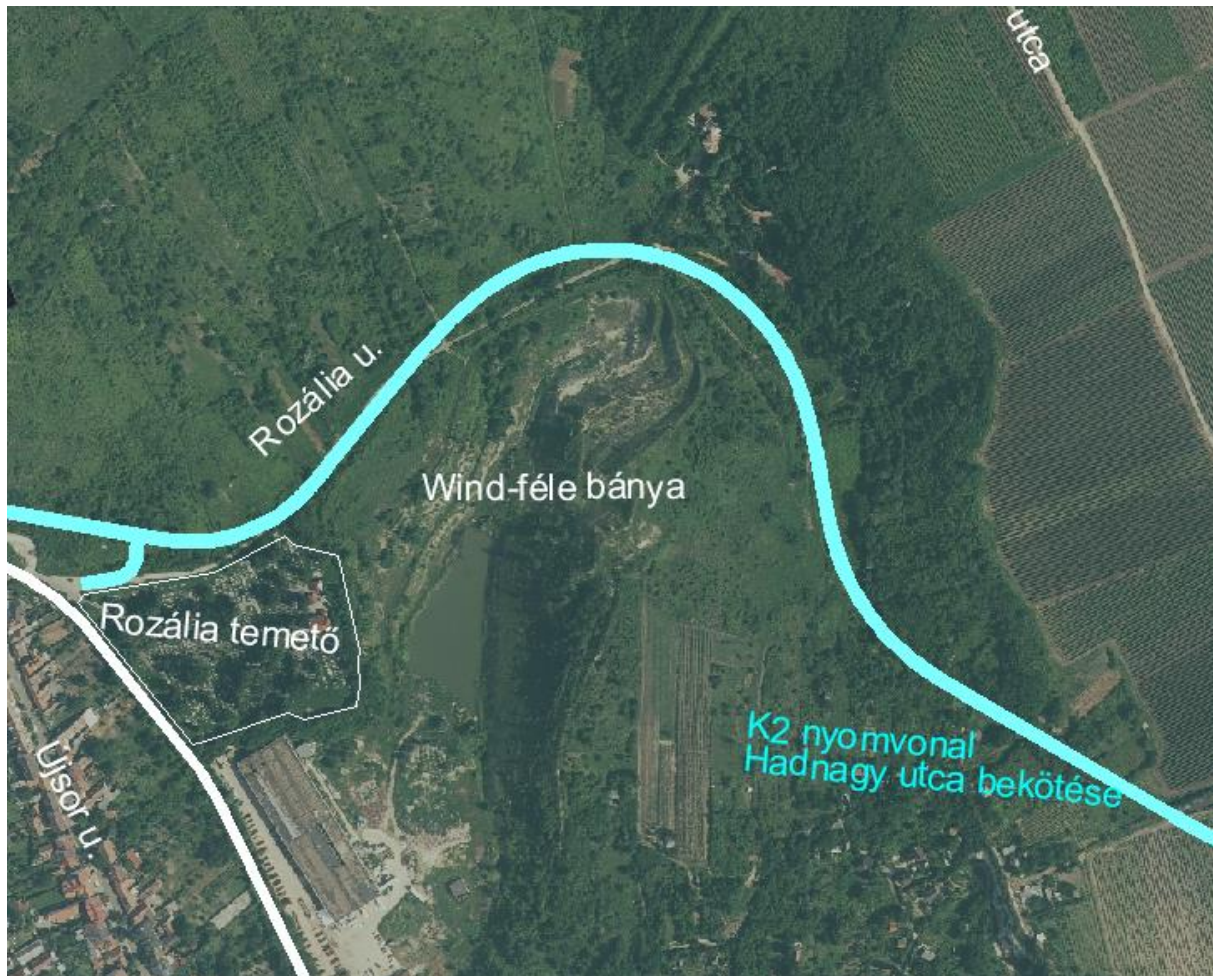 utca
Rozália u.
Wind-féle bánya
Rozália temető
K2 nyomvonal
Hadnagy utca bekötése
Újsor u.